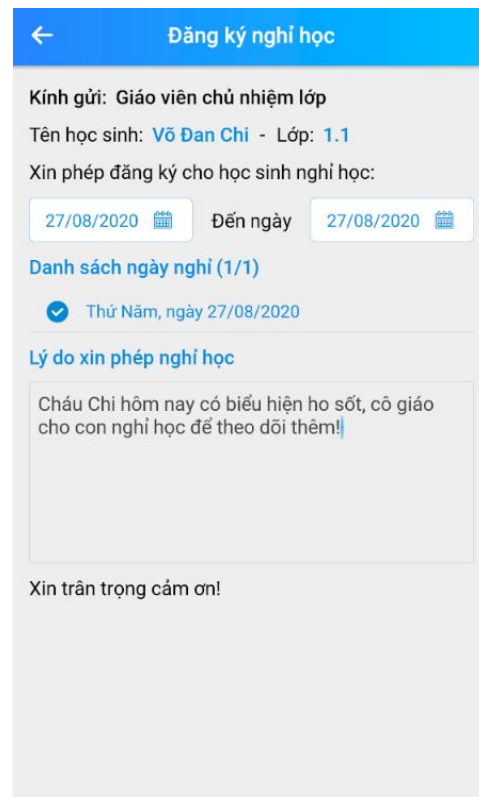 Đăng ký nghỉ học
Kính gửi: Giáo viên chủ nhiệm lớp
Tên học sinh: Võ Đan Chi - Lớp: 1.1
Xin phép đăng ký cho học sinh nghỉ học:
27/08/2020 Đến ngày 27/08/2020
Danh sách ngày nghỉ (1/1)
Thứ Năm, ngày 27/08/2020
Lý do xin phép nghỉ học
Cháu Chi hôm nay có biểu hiện ho sốt, cô giáo
cho con nghỉ học để theo dõi thêm!
Xin trân trọng cảm ơn!